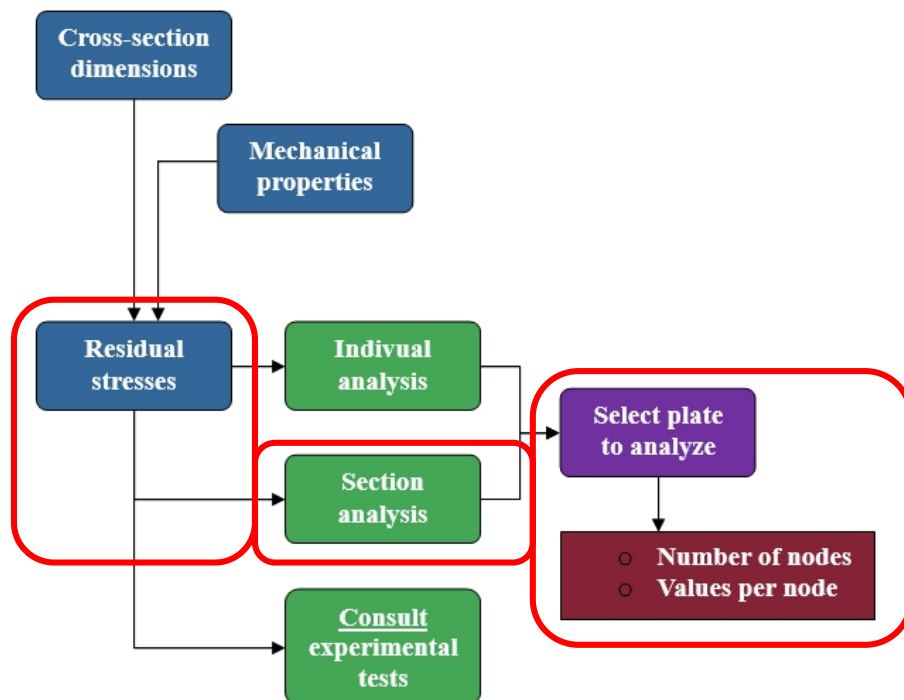 Cross-section
dimensions
Mechanical
properties
Residual
stresses
Indivual
analysis
Select plate
to analyze
Section
analysis
Number of nodes
Values per node
Consult
experimental
tests